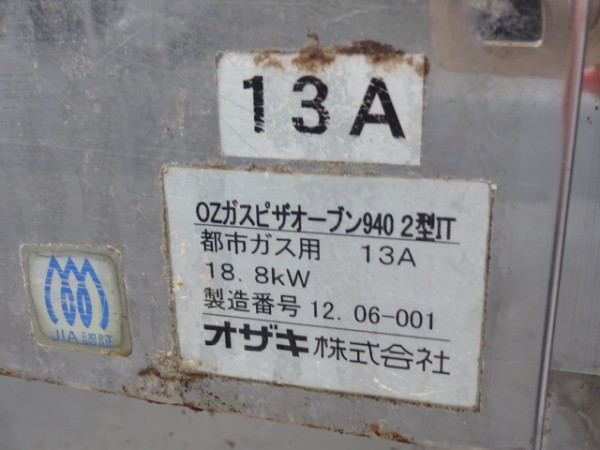 13A
OZガスピザオーブン940 2型IT
都市ガス用 13A
18.8kW
製造番号 12. 06-001
オザキ株式会社
JIA認証